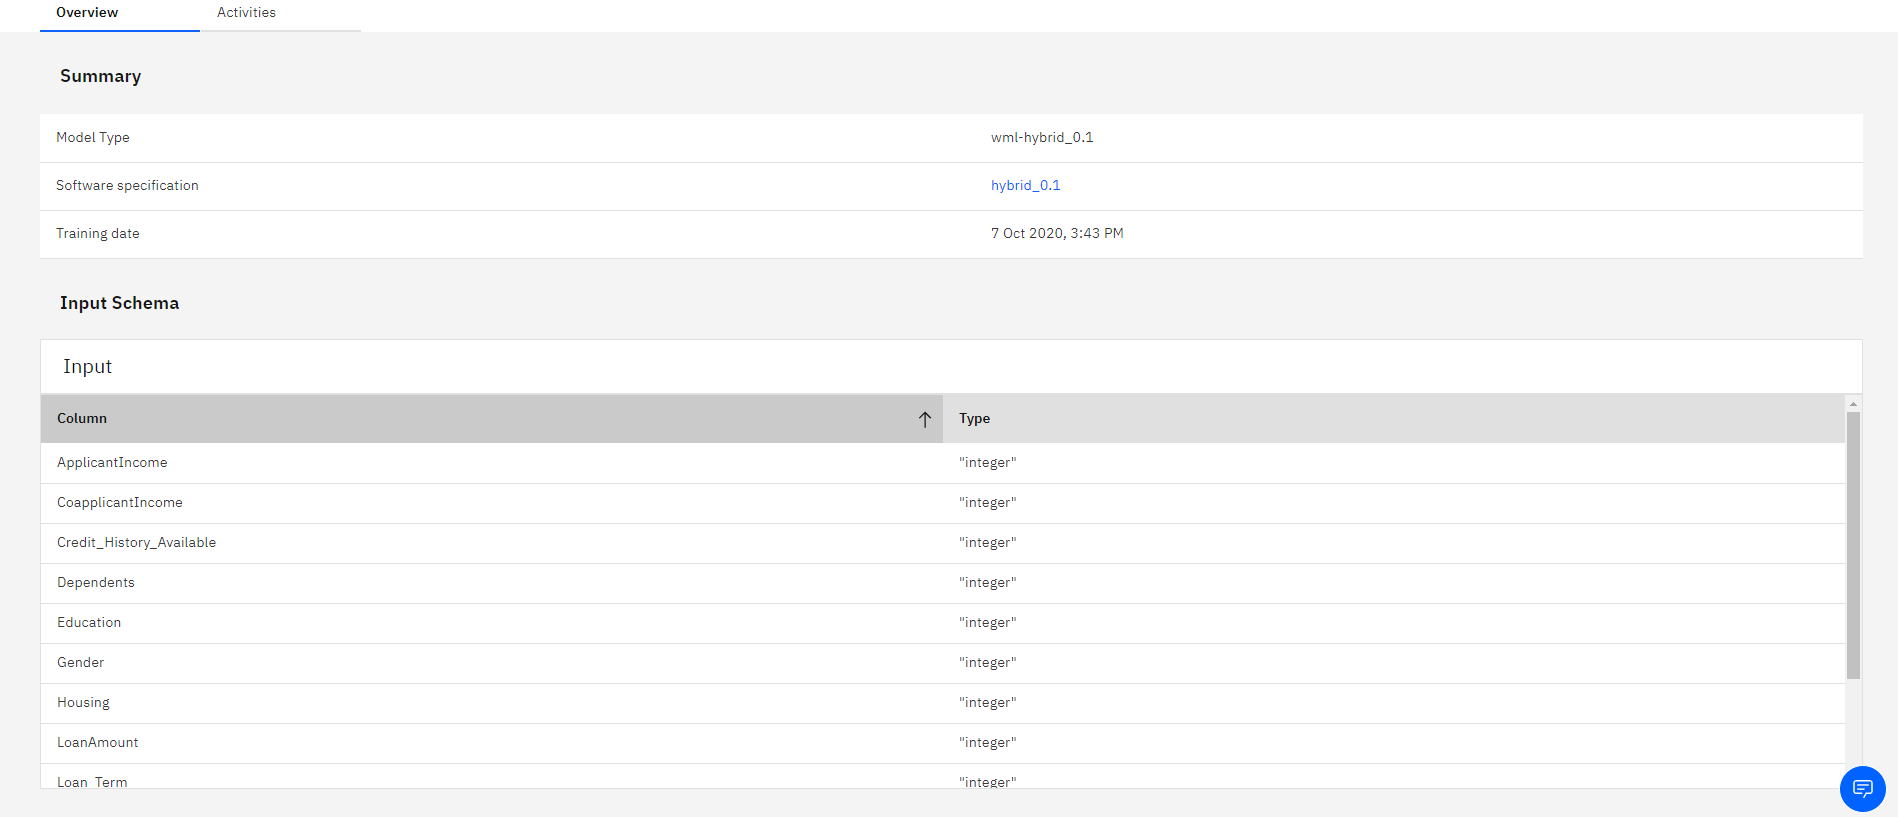 Overview Activities
Summary
Model Type wml-hybrid_0.1
Software specification hybrid_0.1
Training date 7 Oct 2020, 3:43 PM
Input Schema
Input
Column Type
ApplicantIncome "integer"
CoapplicantIncome "integer"
Credit_History_Available "integer"
Dependents "integer"
Education "integer"
Gender "integer"
Housing "integer"
LoanAmount "integer"
Loan_Term "integer"